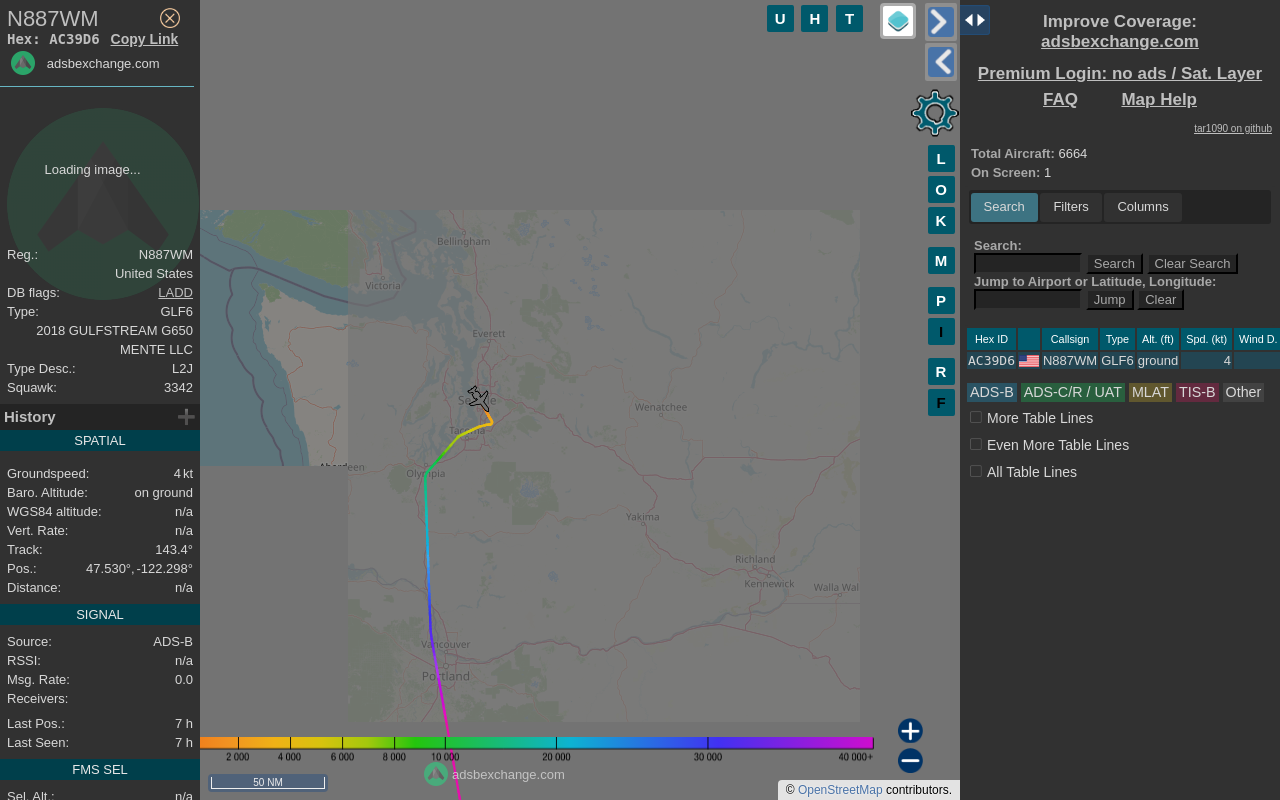 N887WM
Hex: AC39D6 Copy Link
adsbexchange.com
Loading image...
Reg.: N887WM
United States
DB flags: LADD
Type: GLF6
2018 GULFSTREAM G650
MENTE LLC
Type Desc.: L2J
Squawk: 3342
History
SPATIAL
Groundspeed: 4 kt
Baro. Altitude: on ground
WGS84 altitude: n/a
Vert. Rate: n/a
Track: 143.4°
Pos.: 47.530°, -122.298°
Distance: n/a
SIGNAL
Source: ADS-B
RSSI: n/a
Msg. Rate: 0.0
Receivers:
Last Pos.: 7 h
Last Seen: 7 h
FMS SEL
Sel. Alt.: n/a
U H T
L
O
K
M
P
I
R
F
Bellingham
Victoria
Everett
Seattle
Wenatchee
Tacoma
Aberdeen
Olympia
Yakima
Richland
Kennewick
Walla Wal
Vancouver
Portland
2 000 4 000 6 000 8 000 10 000 20 000 30 000 40 000+
adsbexchange.com
50 NM
© OpenStreetMap contributors.
Improve Coverage:
adsbexchange.com
Premium Login: no ads / Sat. Layer
FAQ Map Help
tar1090 on github
Total Aircraft: 6664
On Screen: 1
Search Filters Columns
Search:
Search Clear Search
Jump to Airport or Latitude, Longitude:
Jump Clear
Hex ID Callsign Type Alt. (ft) Spd. (kt) Wind D.
AC39D6 N887WM GLF6 ground 4
ADS-B ADS-C/R / UAT MLAT TIS-B Other
More Table Lines
Even More Table Lines
All Table Lines